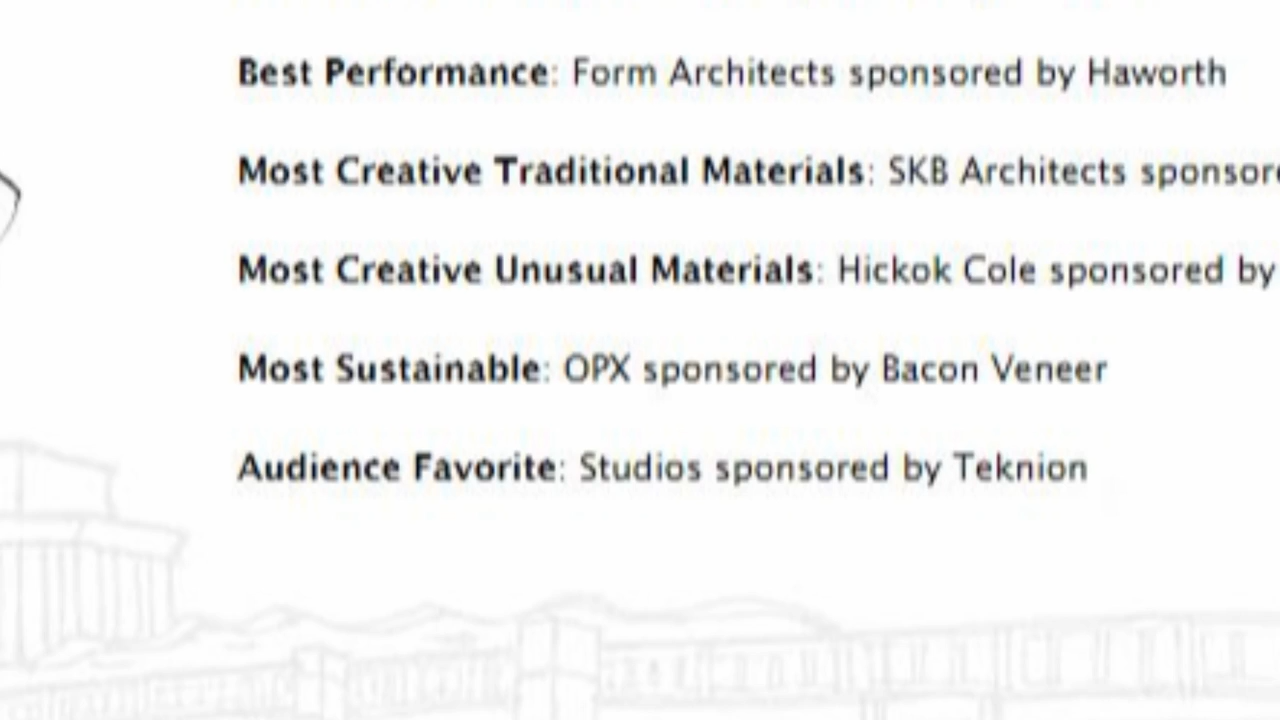 Best Performance: Form Architects sponsored by Haworth
Most Creative Traditional Materials: SKB Architects
Most Creative Unusual Materials: Hickok Cole sponsored by
Most Sustainable: OPX sponsored by Bacon Veneer
Audience Favorite: Studios sponsored by Teknion